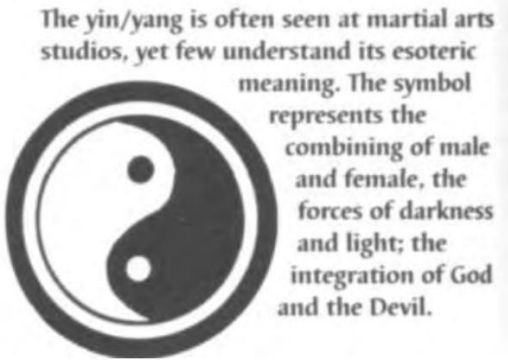 The yin/yang is often seen at martial arts
studios, yet few understand its esoteric
meaning. The symbol
represents the
combining of male
and female, the
forces of darkness
and light; the
integration of God
and the Devil.